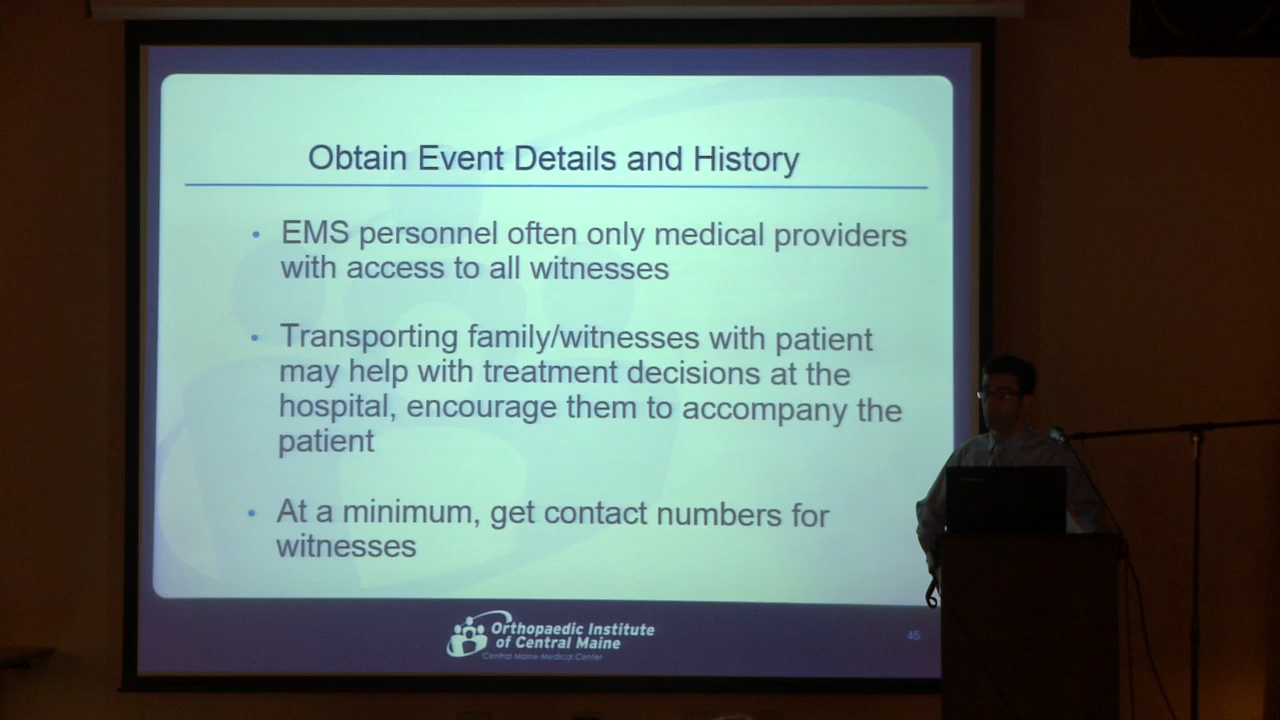 Obtain Event Details and History
• EMS personnel often only medical providers
with access to all witnesses
• Transporting family/witnesses with patient
may help with treatment decisions at the
hospital, encourage them to accompany the
patient
• At a minimum, get contact numbers for
witnesses
Orthopaedic Institute
of Central Maine
Central Maine Medical Center
45